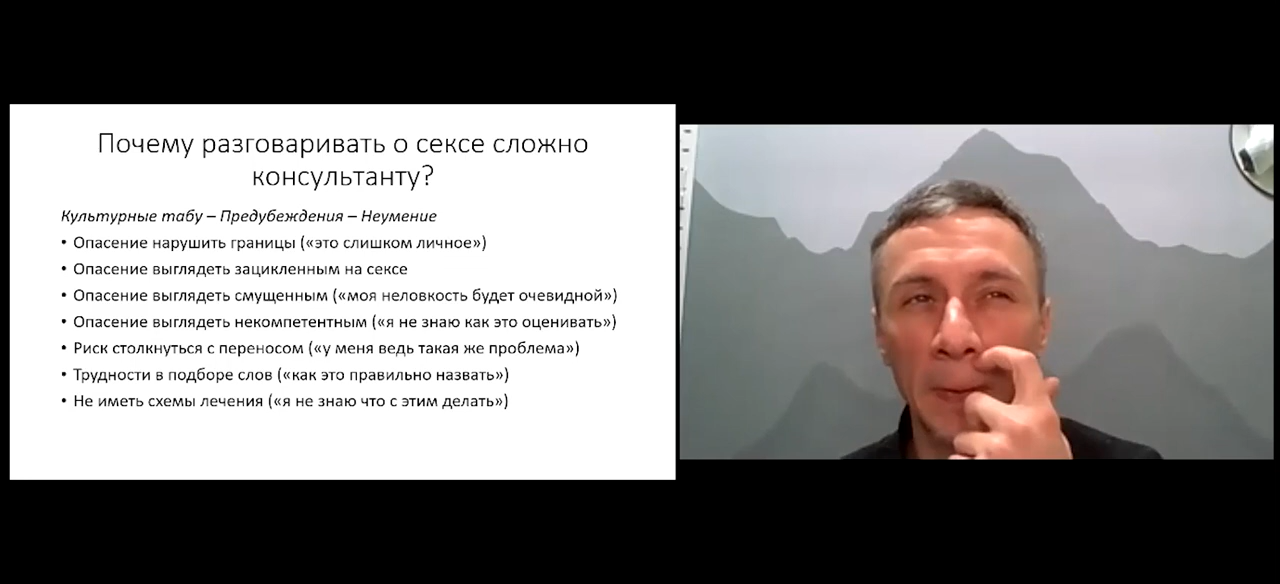 Почему разговаривать о сексе сложно
консультанту?
Культурные табу – Предубеждения – Неумение
• Опасение нарушить границы («это слишком личное»)
• Опасение выглядеть зацикленным на сексе
• Опасение выглядеть смущенным («моя неловкость будет очевидной»)
• Опасение выглядеть некомпетентным («я не знаю как это оценивать»)
• Риск столкнуться с переносом («у меня ведь такая же проблема»)
• Трудности в подборе слов («как это правильно назвать»)
• Не иметь схемы лечения («я не знаю что с этим делать»)